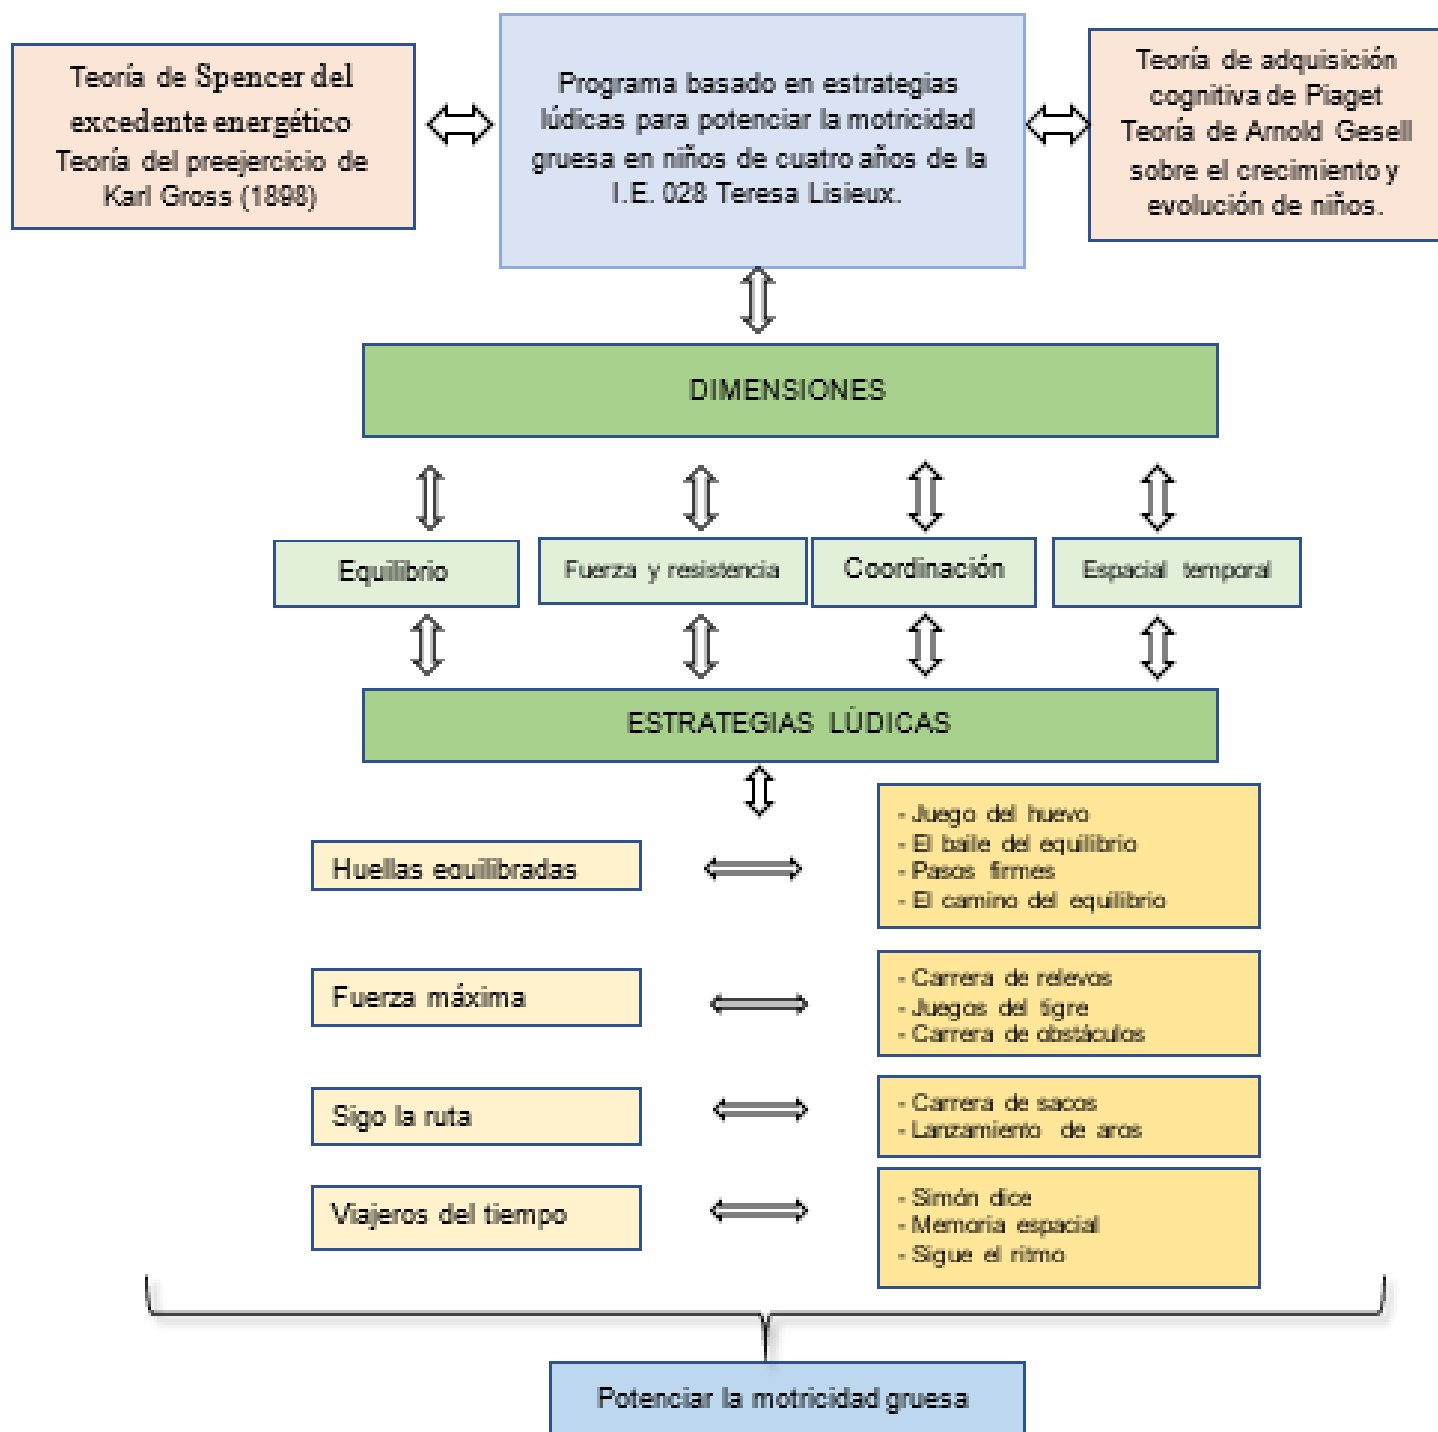 Teoría de Spencer del
excedente energético
Teoría del preejercicio de
Karl Gross (1898)
Programa basado en estrategias
lúdicas para potenciar la motricidad
gruesa en niños de cuatro años de la
I.E. 028 Teresa Lisieux.
Teoría de adquisición
cognitiva de Piaget
Teoría de Arnold Gesell
sobre el crecimiento y
evolución de niños.
DIMENSIONES
Equilibrio
Fuerza y resistencia
Coordinación
Espacial temporal
ESTRATEGIAS LÚDICAS
Huellas equilibradas
- Juego del huevo
- El baile del equilibrio
- Pasos firmes
- El camino del equilibrio
Fuerza máxima
- Carrera de relevos
- Juegos del tigre
- Carrera de obstáculos
Sigo la ruta
- Carrera de sacos
- Lanzamiento de aros
Viajeros del tiempo
- Simón dice
- Memoria espacial
- Sigue el ritmo
Potenciar la motricidad gruesa